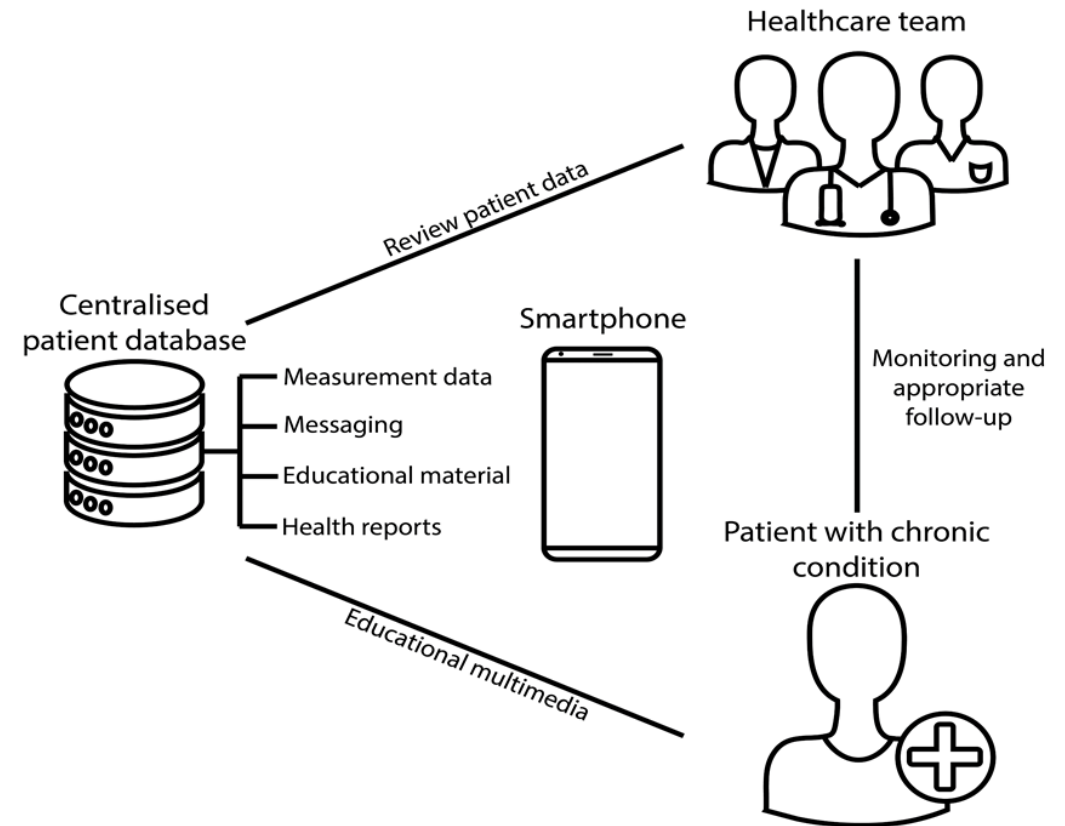 Healthcare team
Review patient data
Centralised
patient database
Smartphone
Measurement data
Messaging
Educational material
Health reports
Monitoring and
appropriate
follow-up
Patient with chronic
condition
Educational multimedia